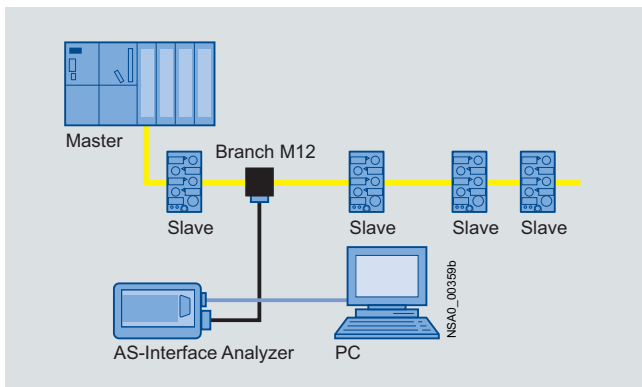 Master
Branch M12
Slave
Slave
Slave
Slave
NSA0_00359b
AS-Interface Analyzer
PC